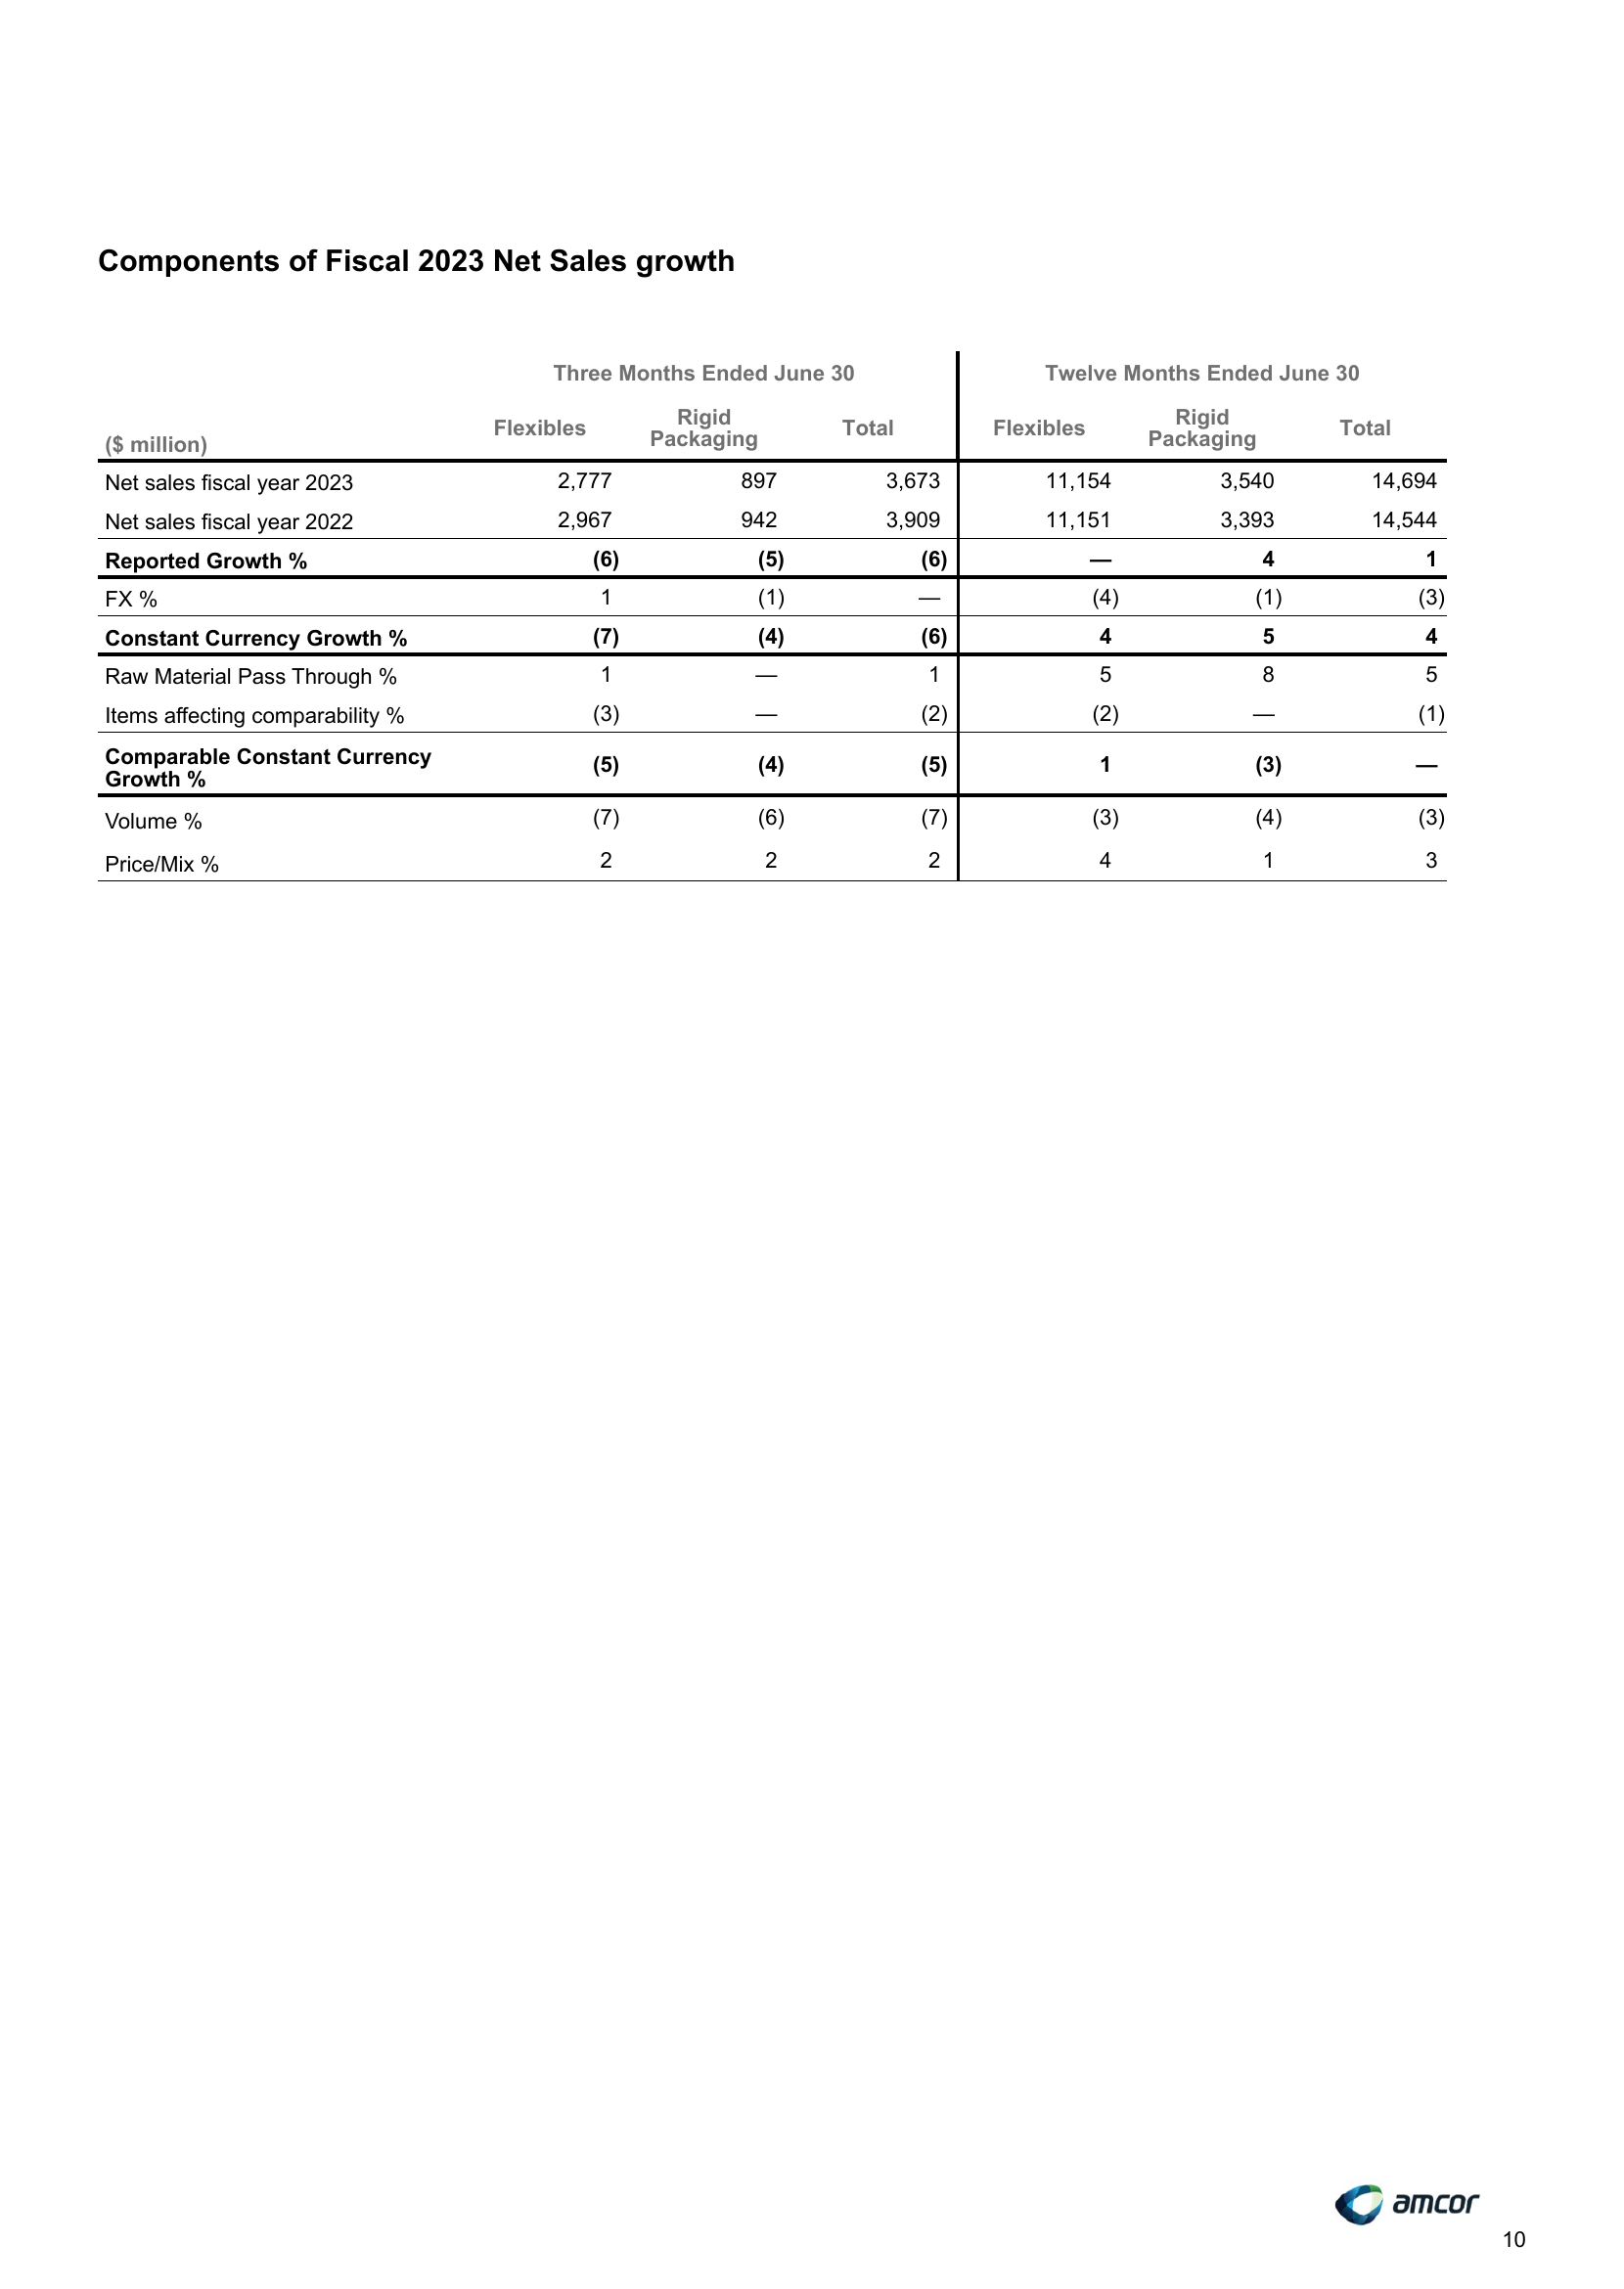 Components of Fiscal 2023 Net Sales growth
Three Months Ended June 30 Twelve Months Ended June 30
($ million) Flexibles Rigid Packaging Total Flexibles Rigid Packaging Total
Net sales fiscal year 2023 2,777 897 3,673 11,154 3,540 14,694
Net sales fiscal year 2022 2,967 942 3,909 11,151 3,393 14,544
Reported Growth % (6) (5) (6) — 4 1
FX % 1 (1) — (4) (1) (3)
Constant Currency Growth % (7) (4) (6) 4 5 4
Raw Material Pass Through % 1 — 1 5 8 5
Items affecting comparability % (3) — (2) (2) — (1)
Comparable Constant Currency Growth % (5) (4) (5) 1 (3) —
Volume % (7) (6) (7) (3) (4) (3)
Price/Mix % 2 2 2 4 1 3
amcor
10